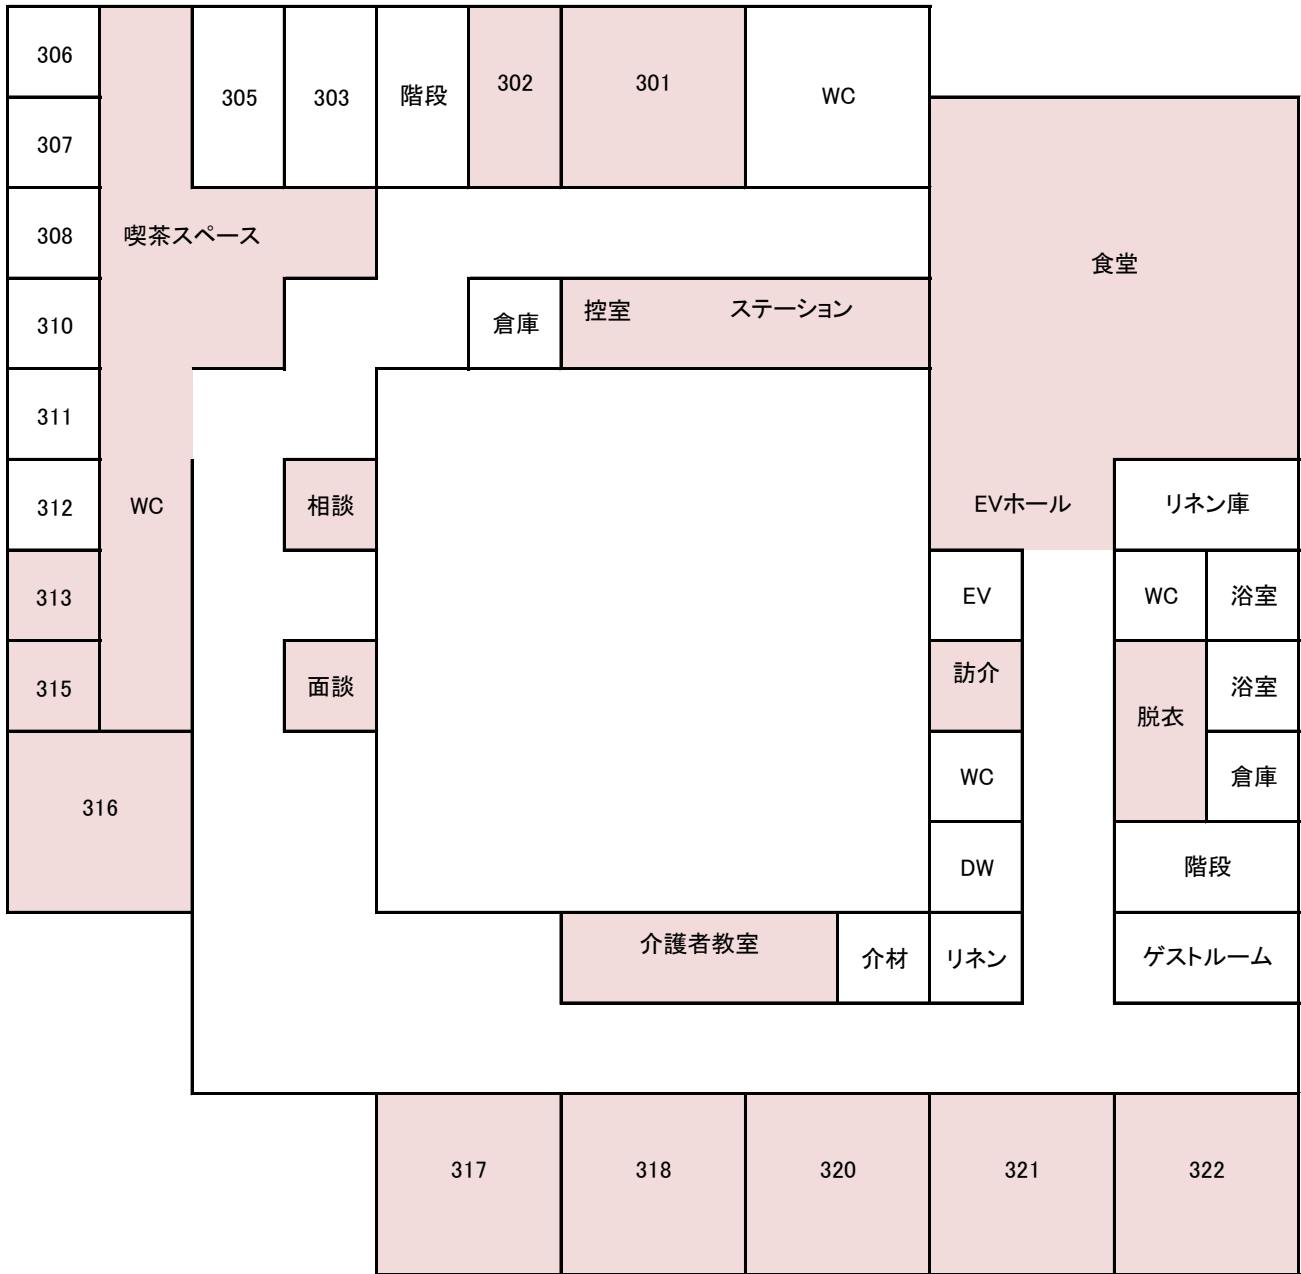 306
305
303
階段
302
301
WC
307
308
喫茶スペース
食堂
310
倉庫
控室
ステーション
311
312
WC
相談
EVホール
リネン庫
313
EV
WC
浴室
315
面談
訪介
脱衣
浴室
316
WC
倉庫
DW
階段
介護者教室
介材
リネン
ゲストルーム
317
318
320
321
322